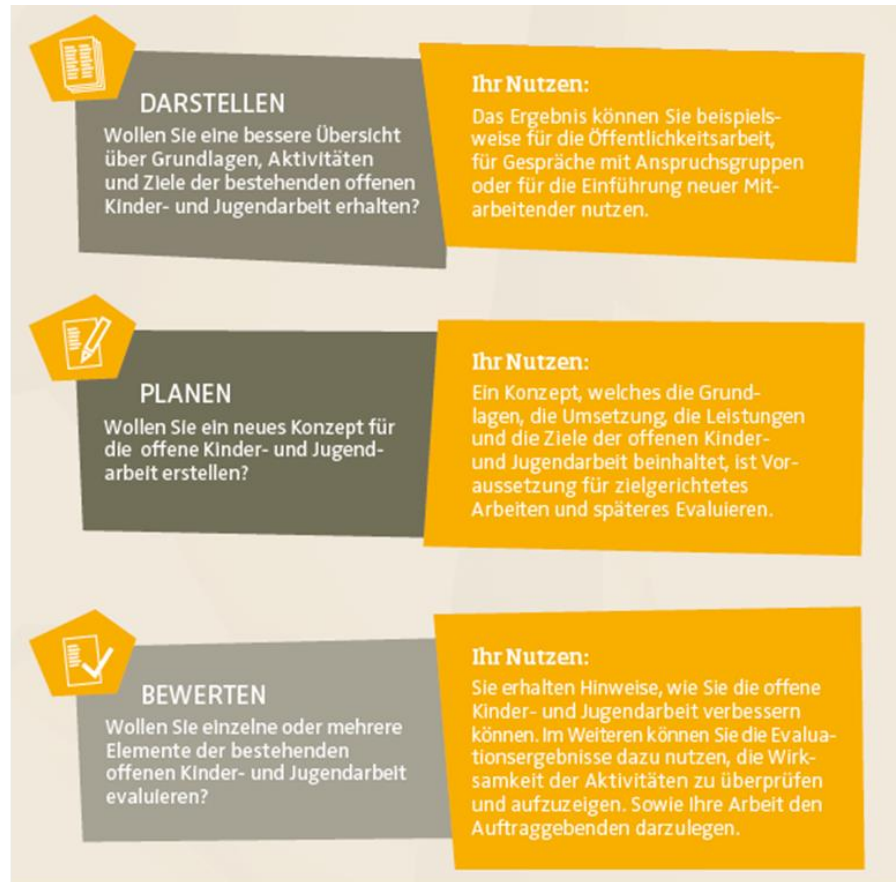 DARSTELLEN
Wollen Sie eine bessere Übersicht
über Grundlagen, Aktivitäten
und Ziele der bestehenden offenen
Kinder- und Jugendarbeit erhalten?
Ihr Nutzen:
Das Ergebnis können Sie beispiels-
weise für die Öffentlichkeitsarbeit,
für Gespräche mit Anspruchsgruppen
oder für die Einführung neuer Mit-
arbeitender nutzen.
PLANEN
Wollen Sie ein neues Konzept für
die offene Kinder- und Jugend-
arbeit erstellen?
Ihr Nutzen:
Ein Konzept, welches die Grund-
lagen, die Umsetzung, die Leistungen
und die Ziele der offenen Kinder-
und Jugendarbeit beinhaltet, ist Vor-
aussetzung für zielgerichtetes
Arbeiten und späteres Evaluieren.
BEWERTEN
Wollen Sie einzelne oder mehrere
Elemente der bestehenden
offenen Kinder- und Jugendarbeit
evaluieren?
Ihr Nutzen:
Sie erhalten Hinweise, wie Sie die offene
Kinder- und Jugendarbeit verbessern
können. Im Weiteren können Sie die Evalua-
tionsergebnisse dazu nutzen, die Wirk-
samkeit der Aktivitäten zu überprüfen
und aufzuzeigen. Sowie Ihre Arbeit den
Auftraggebenden darzulegen.